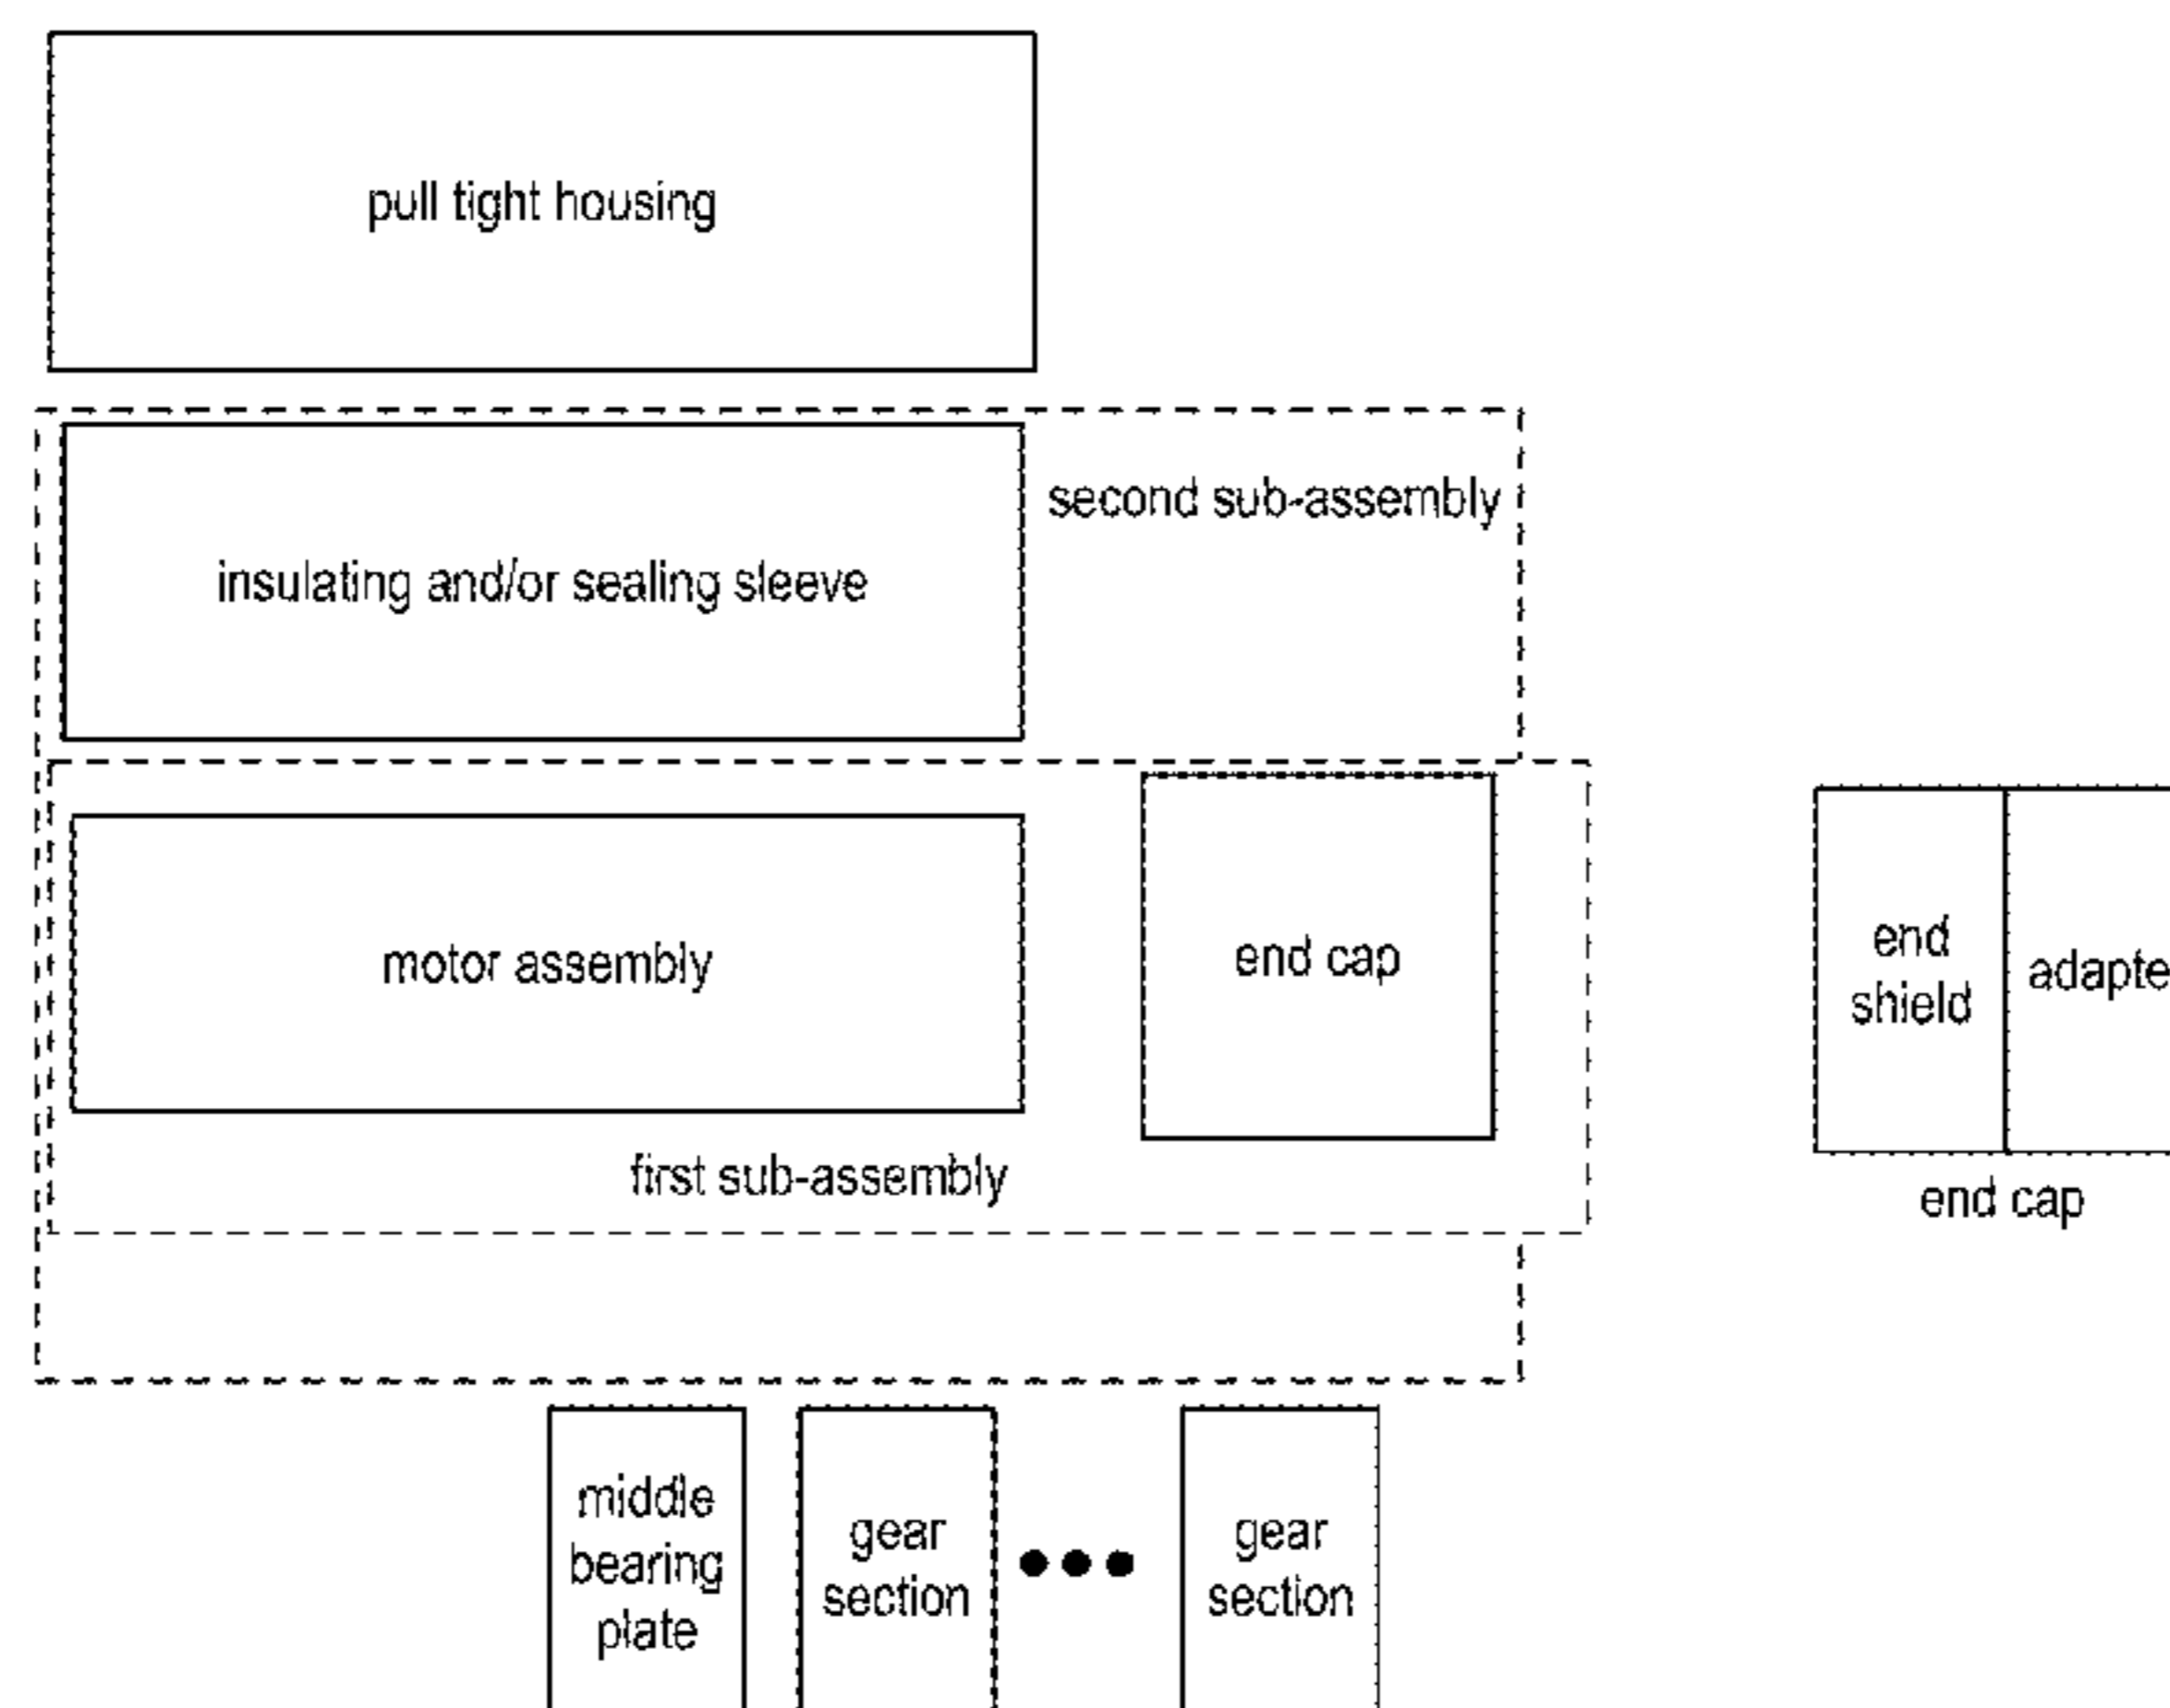 pull tight housing
second sub-assembly
insulating and/or sealing sleeve
motor assembly
end cap
end
shield
adapte
first sub-assembly
end cap
middle
bearing
plate
gear
section
gear
section